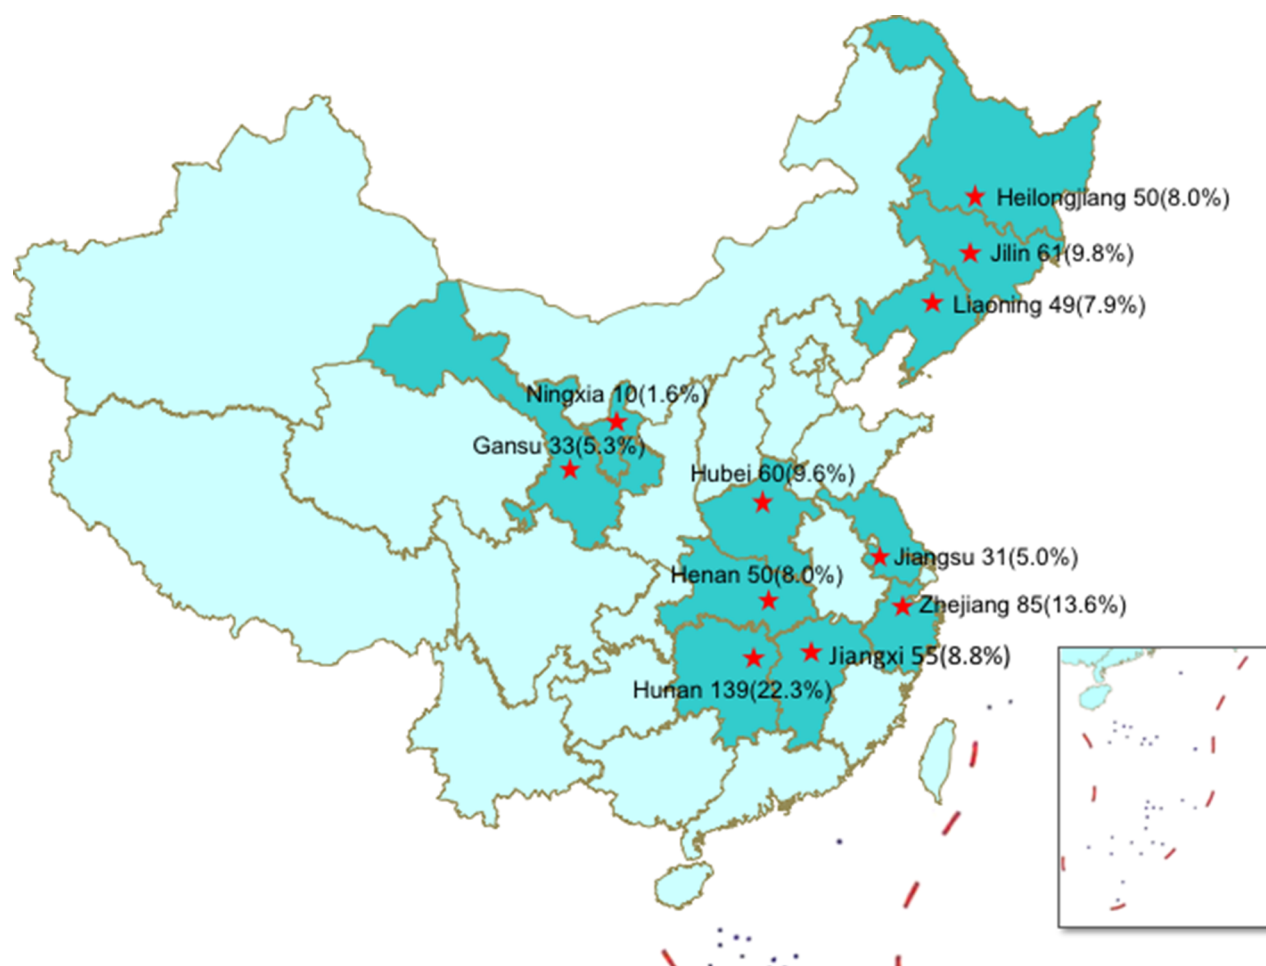 Heilongjiang 50(8.0%)
Jilin 61(9.8%)
Liaoning 49(7.9%)
Ningxia 10(1.6%)
Gansu 33(5.3%)
Hubei 60(9.6%)
Jiangsu 31(5.0%)
Henan 50(8.0%)
Zhejiang 85(13.6%)
Jiangxi 55(8.8%)
Hunan 139(22.3%)